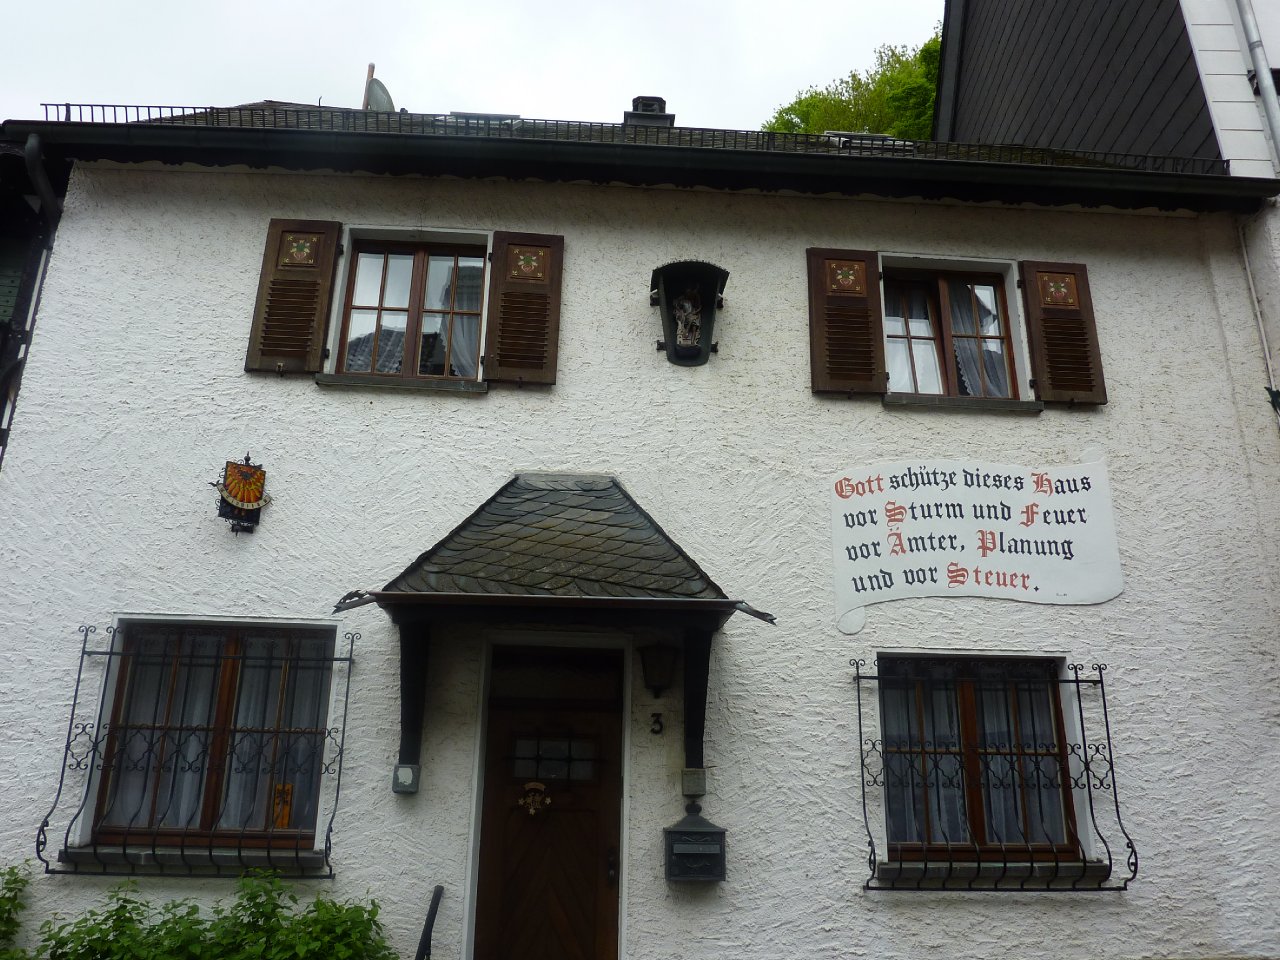 Gott schütze dieses Haus
vor Sturm und Feuer
vor Ämter, Planung
und vor Steuer.
3